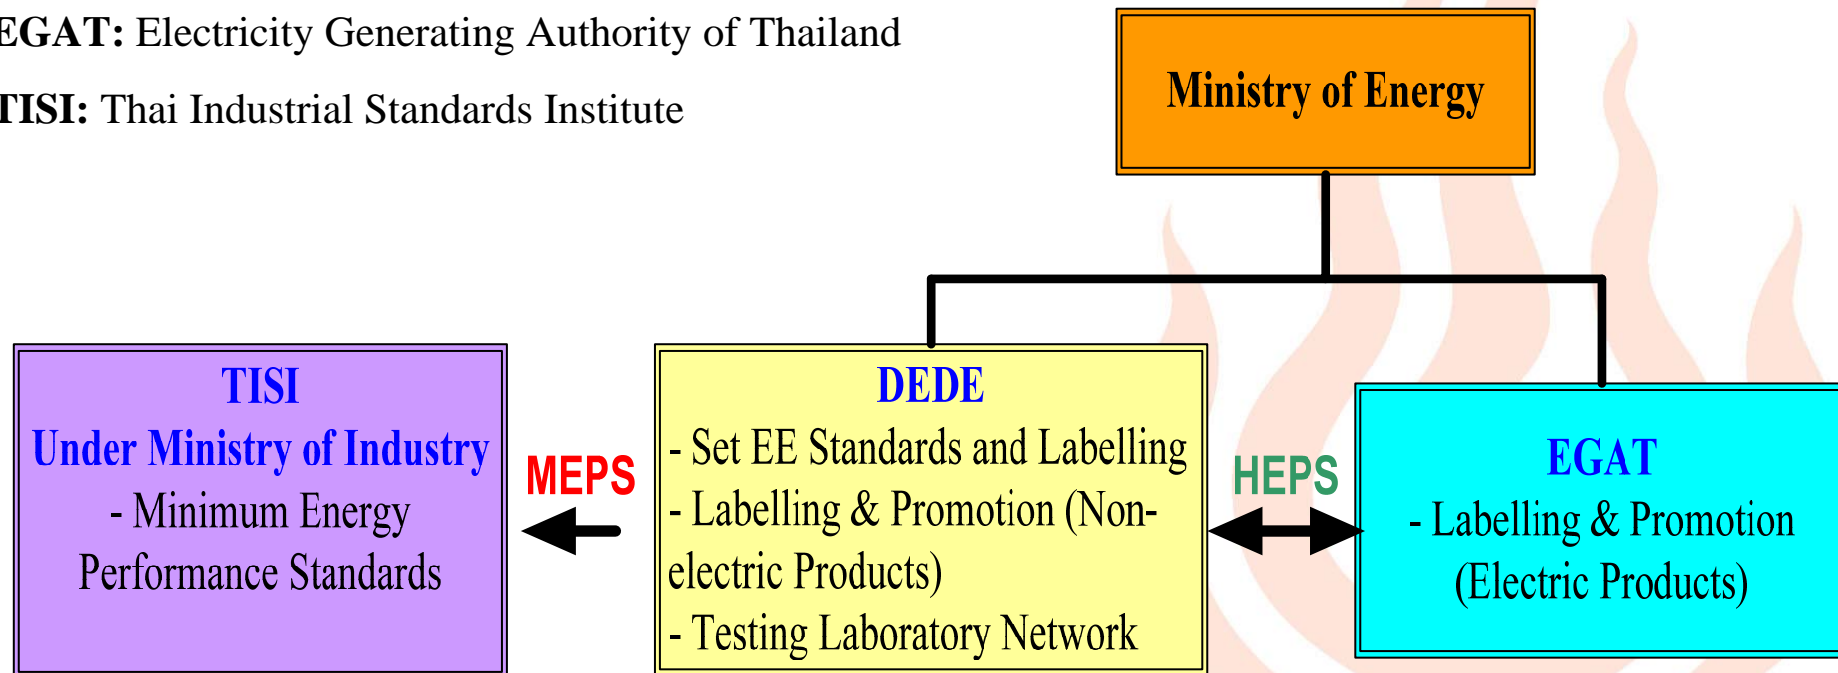 EGAT: Electricity Generating Authority of Thailand
TISI: Thai Industrial Standards Institute
Ministry of Energy
TISI
Under Ministry of Industry
- Minimum Energy
Performance Standards
MEPS
DEDE
- Set EE Standards and Labelling
- Labelling & Promotion (Non-
electric Products)
- Testing Laboratory Network
HEPS
EGAT
- Labelling & Promotion
(Electric Products)